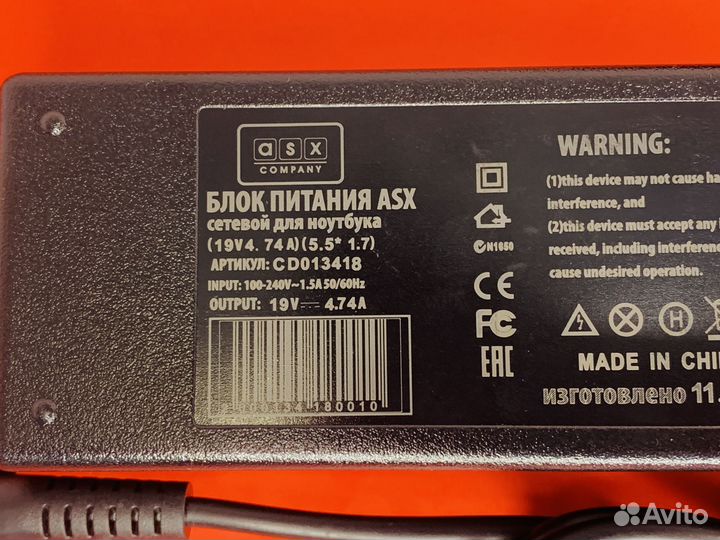 asx
COMPANY
БЛОК ПИТАНИЯ ASX
сетевой для ноутбука
(19V4.74A)(5.5*1.7)
АРТИКУЛ: CD013418
INPUT: 100-240V~1.5A 50/60Hz
OUTPUT: 19V 4.74A
180010
N1650
CE
FC
EAC
WARNING:
(1)this device may not cause ha
interference, and
(2)this device must accept any
received, including interferenc
cause undesired operation.
H
MADE IN CHI
изготовлено 11.
Avito